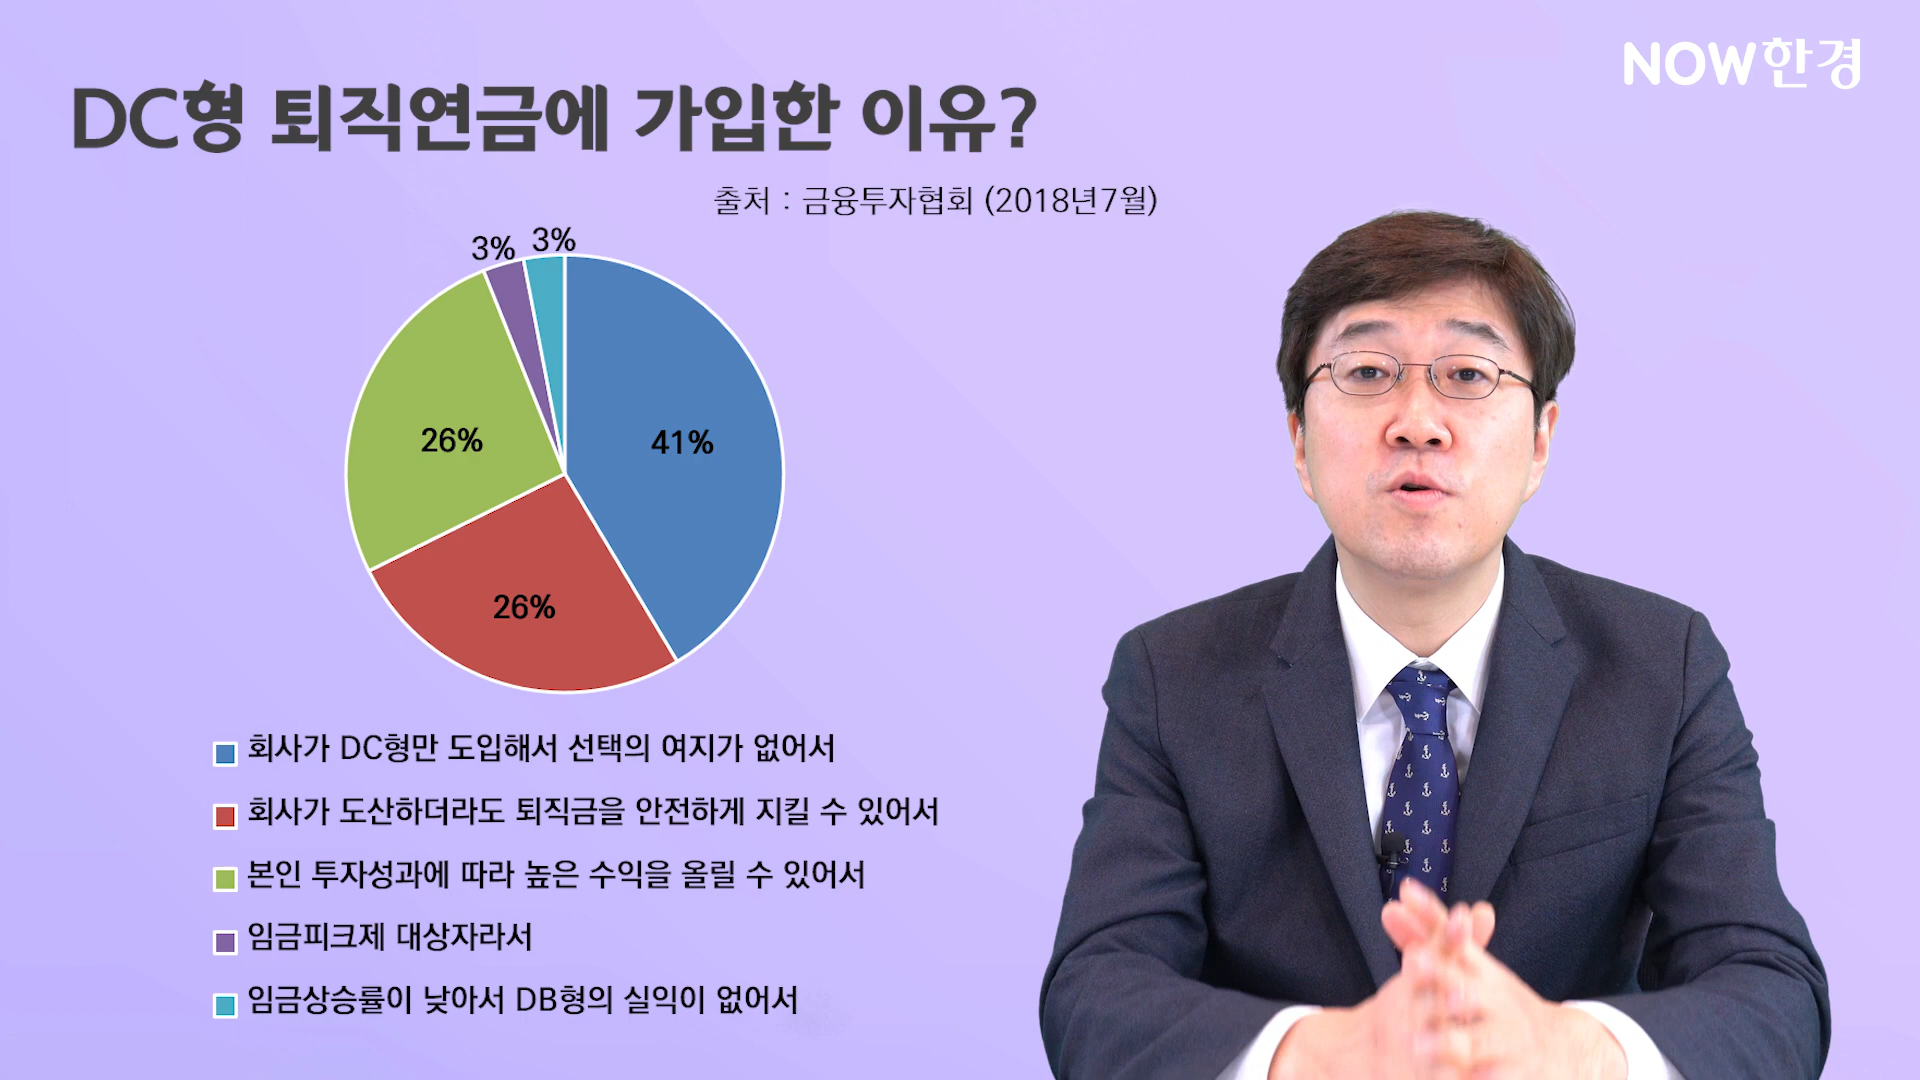 NOW한경
DC형 퇴직연금에 가입한 이유?
출처 : 금융투자협회 (2018년7월)
3%
3%
41%
26%
26%
회사가 DC형만 도입해서 선택의 여지가 없어서
회사가 도산하더라도 퇴직금을 안전하게 지킬 수 있어서
본인 투자성과에 따라 높은 수익을 올릴 수 있어서
임금피크제 대상자라서
임금상승률이 낮아서 DB형의 실익이 없어서